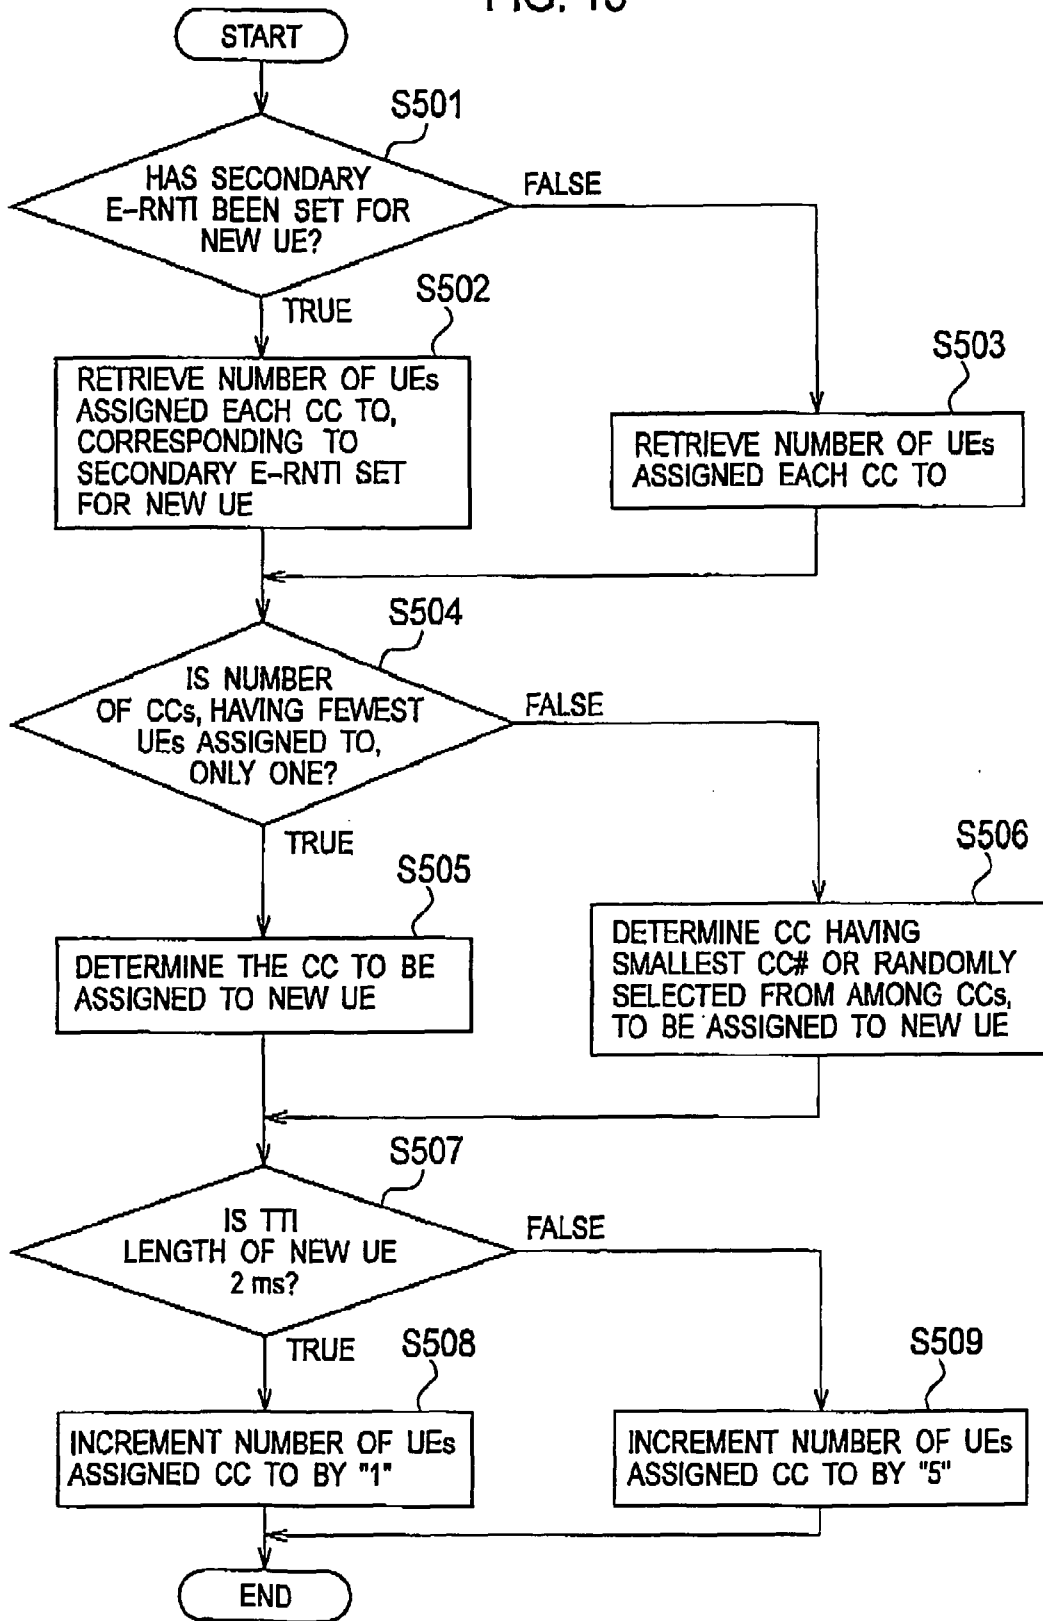 START
S501
HAS SECONDARY
E-RNTI BEEN SET FOR
NEW UE?
FALSE
TRUE
S502
RETRIEVE NUMBER OF UEs
ASSIGNED EACH CC TO,
CORRESPONDING TO
SECONDARY E-RNTI SET
FOR NEW UE
S503
RETRIEVE NUMBER OF UEs
ASSIGNED EACH CC TO
S504
IS NUMBER
OF CCs, HAVING FEWEST
UEs ASSIGNED TO,
ONLY ONE?
FALSE
TRUE
S505
DETERMINE THE CC TO BE
ASSIGNED TO NEW UE
S506
DETERMINE CC HAVING
SMALLEST CC# OR RANDOMLY
SELECTED FROM AMONG CCs,
TO BE ASSIGNED TO NEW UE
S507
IS TTI
LENGTH OF NEW UE
2 ms?
FALSE
TRUE
S508
INCREMENT NUMBER OF UEs
ASSIGNED CC TO BY "1"
S509
INCREMENT NUMBER OF UEs
ASSIGNED CC TO BY "5"
END